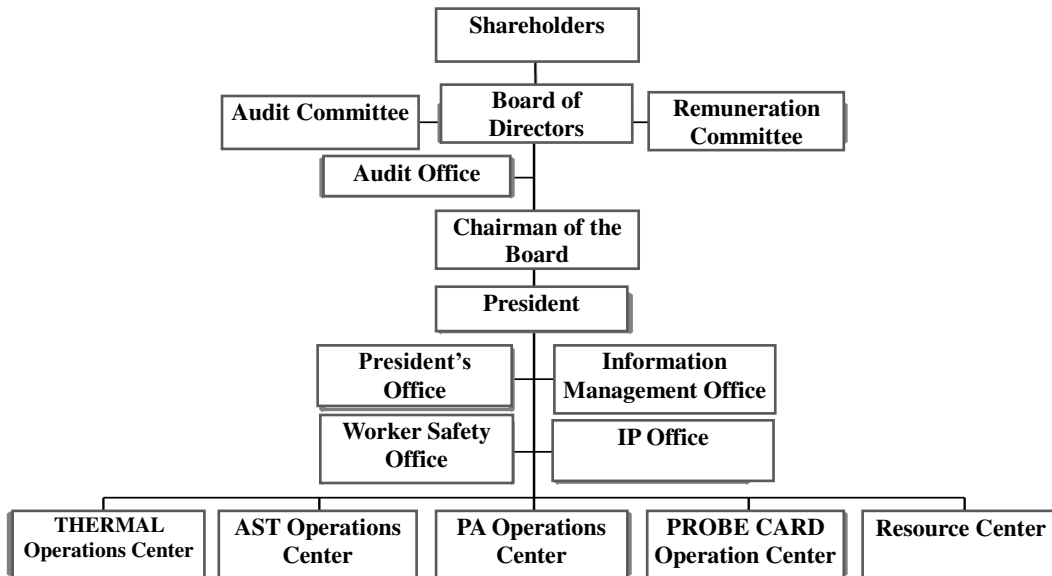 Shareholders
Audit Committee
Board of
Directors
Remuneration
Committee
Audit Office
Chairman of the
Board
President
President’s
Office
Information
Management Office
Worker Safety
Office
IP Office
THERMAL
Operations Center
AST Operations
Center
PA Operations
Center
PROBE CARD
Operation Center
Resource Center